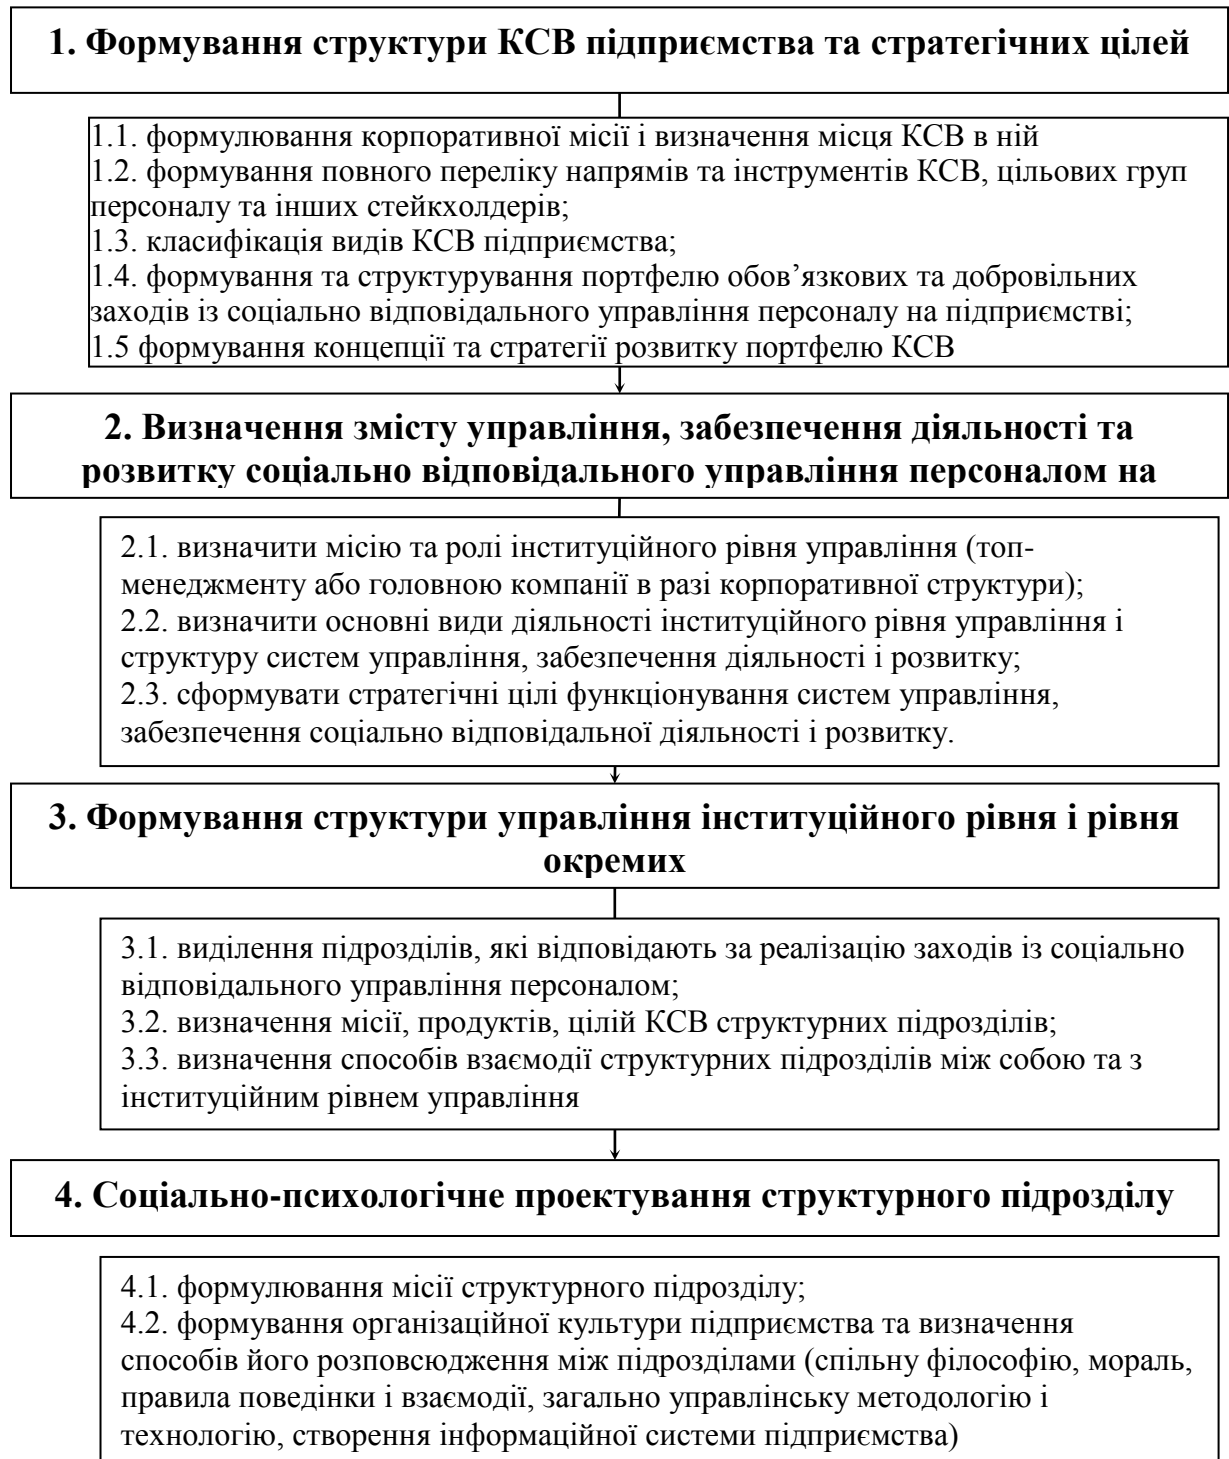 1. Формування структури КСВ підприємства та стратегічних цілей
1.1. формулювання корпоративної місії і визначення місця КСВ в ній
1.2. формування повного переліку напрямів та інструментів КСВ, цільових груп
персоналу та інших стейкхолдерів;
1.3. класифікація видів КСВ підприємства;
1.4. формування та структурування портфелю обов’язкових та добровільних
заходів із соціально відповідального управління персоналу на підприємстві;
1.5 формування концепції та стратегії розвитку портфелю КСВ
2. Визначення змісту управління, забезпечення діяльності та
розвитку соціально відповідального управління персоналом на
2.1. визначити місію та ролі інституційного рівня управління (топ-
менеджменту або головною компанії в разі корпоративної структури);
2.2. визначити основні види діяльності інституційного рівня управління і
структуру систем управління, забезпечення діяльності і розвитку;
2.3. сформувати стратегічні цілі функціонування систем управління,
забезпечення соціально відповідальної діяльності і розвитку.
3. Формування структури управління інституційного рівня і рівня
окремих
3.1. виділення підрозділів, які відповідають за реалізацію заходів із соціально
відповідального управління персоналом;
3.2. визначення місії, продуктів, цілій КСВ структурних підрозділів;
3.3. визначення способів взаємодії структурних підрозділів між собою та з
інституційним рівнем управління
4. Соціально-психологічне проектування структурного підрозділу
4.1. формулювання місії структурного підрозділу;
4.2. формування організаційної культури підприємства та визначення
способів його розповсюдження між підрозділами (спільну філософію, мораль,
правила поведінки і взаємодії, загально управлінську методологію і
технологію, створення інформаційної системи підприємства)